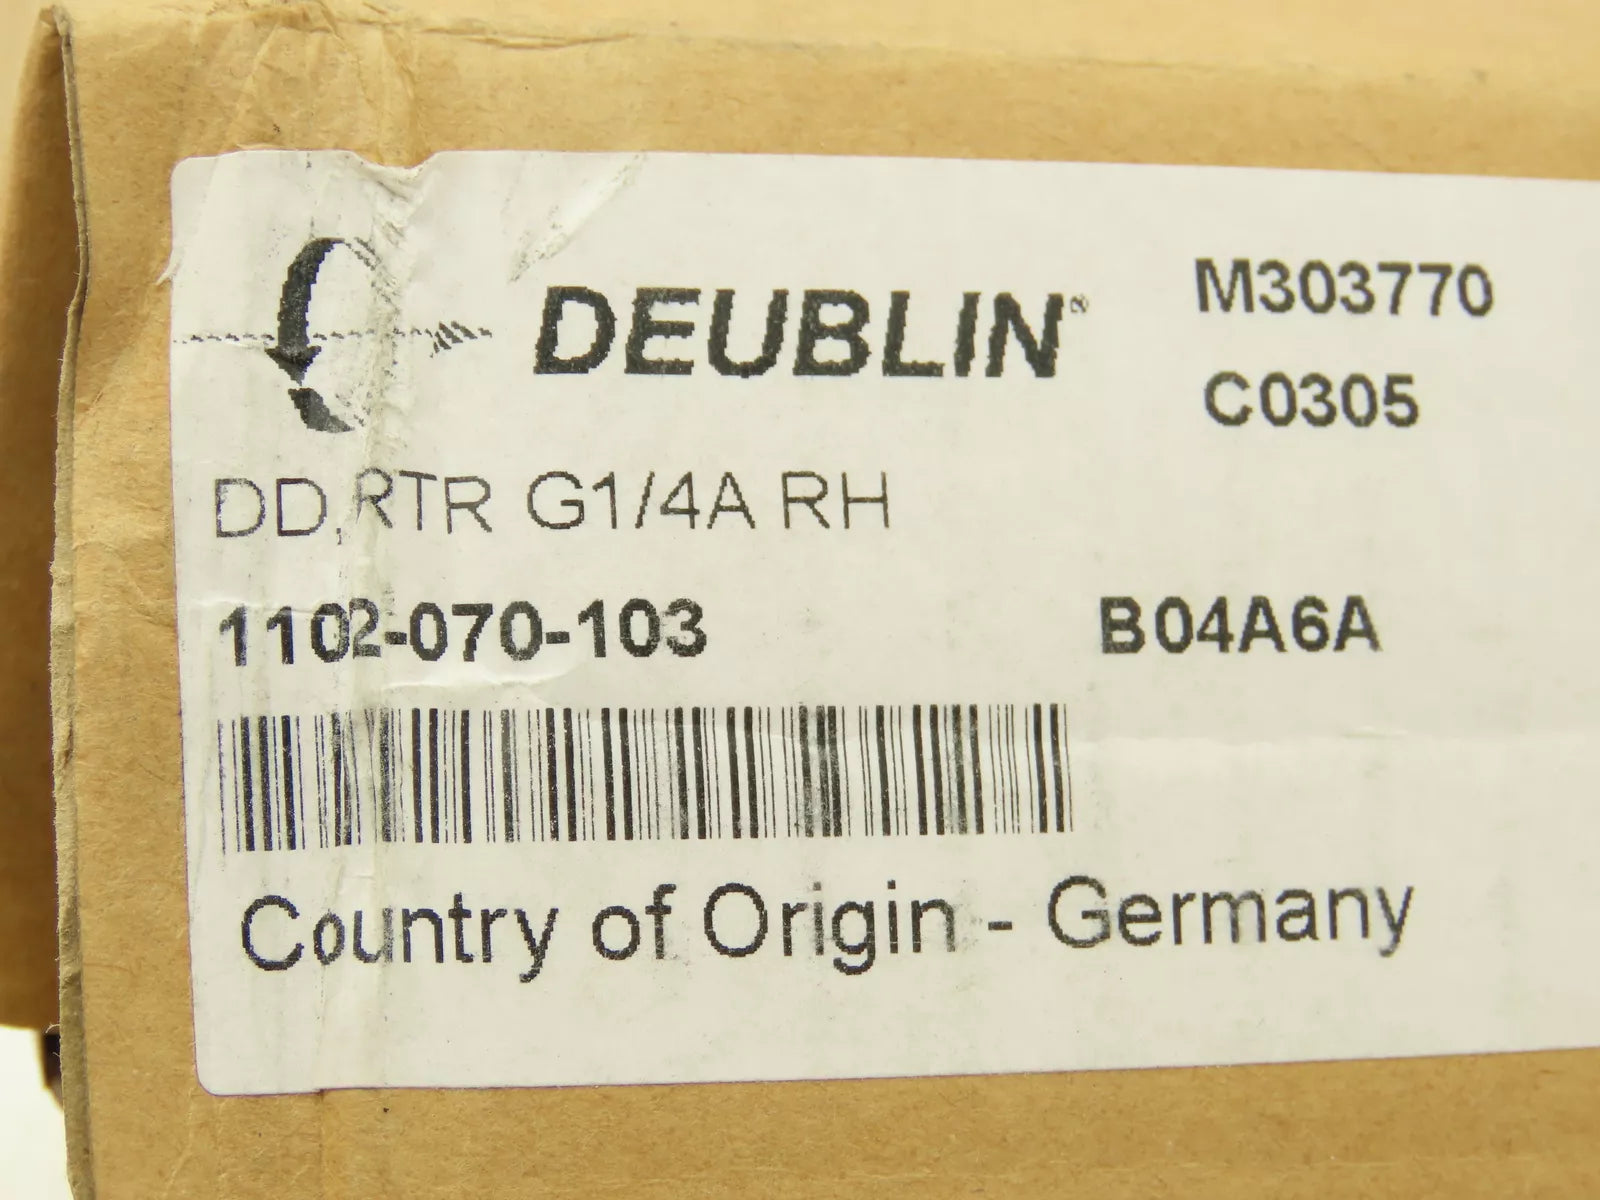 DEUBLIN®
M303770
C0305
DD,RTR G1/4A RH
1102-070-103 B04A6A
Country of Origin - Germany